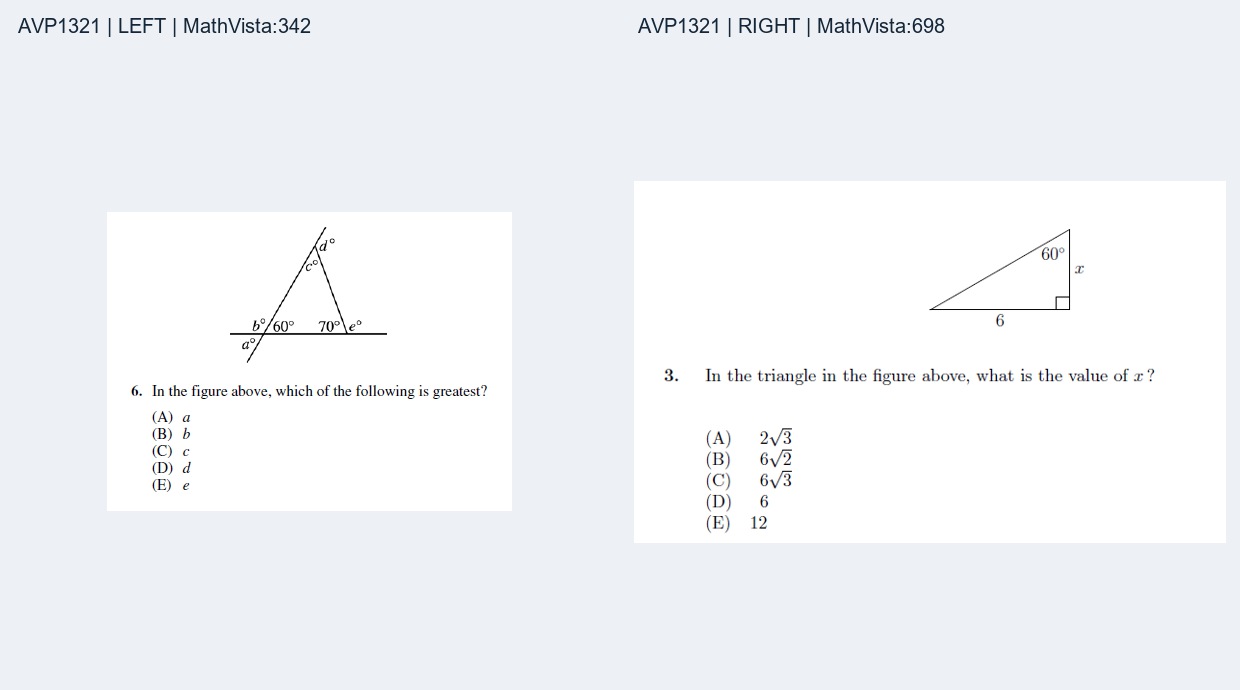 AVP1321 | LEFT | MathVista:342
d°
c°
b° 60° 70° e°
a°
6. In the figure above, which of the following is greatest?
(A) a
(B) b
(C) c
(D) d
(E) e
AVP1321 | RIGHT | MathVista:698
60°
x
6
3. In the triangle in the figure above, what is the value of x?
(A) 2√3
(B) 6√2
(C) 6√3
(D) 6
(E) 12